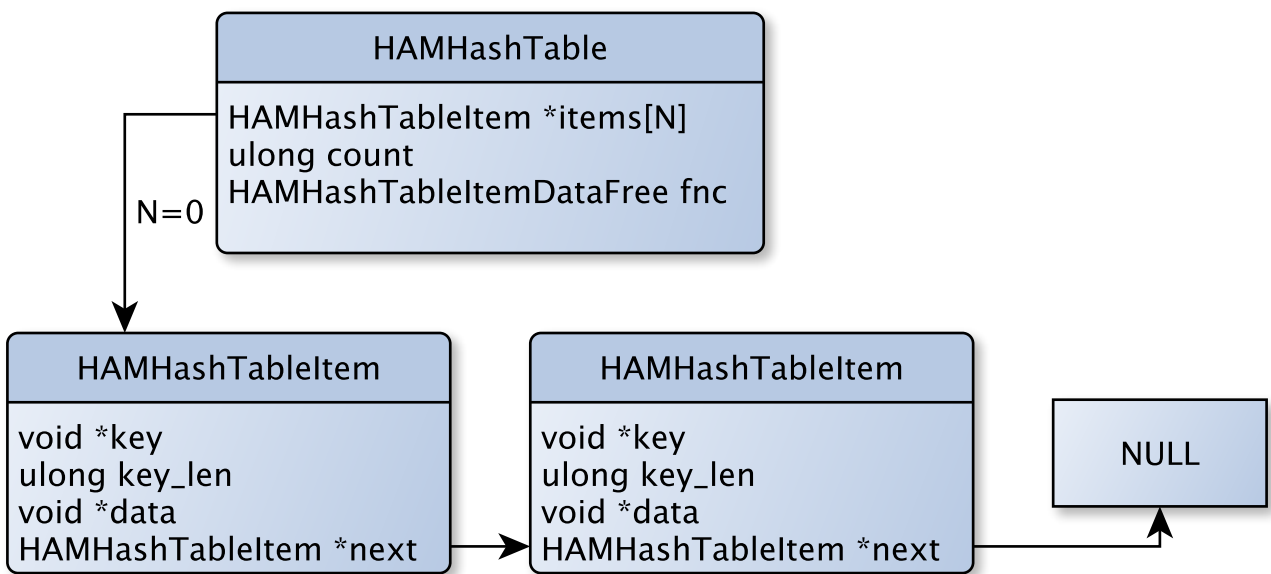 HAMHashTable
HAMHashTableItem *items[N]
ulong count
HAMHashTableItemDataFree fnc
N=0
HAMHashTableItem
void *key
ulong key_len
void *data
HAMHashTableItem *next
HAMHashTableItem
void *key
ulong key_len
void *data
HAMHashTableItem *next
NULL